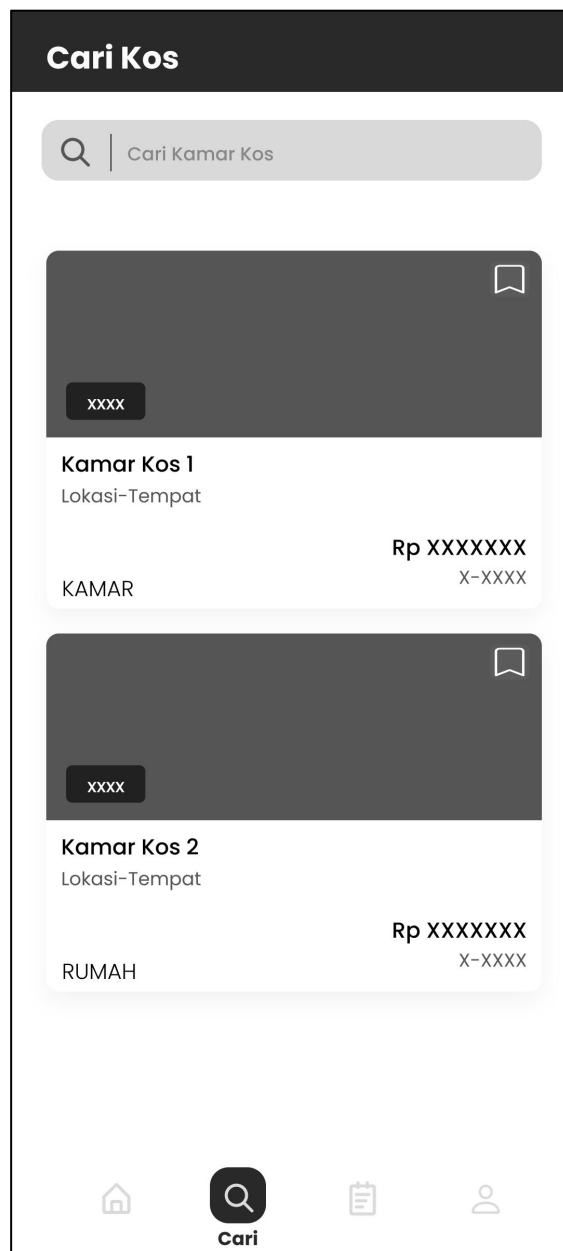 Cari Kos
Cari Kamar Kos
xxxx
Kamar Kos 1
Lokasi-Tempat
Rp XXXXXXX
X-XXXX
KAMAR
xxxx
Kamar Kos 2
Lokasi-Tempat
Rp XXXXXXX
X-XXXX
RUMAH
Cari